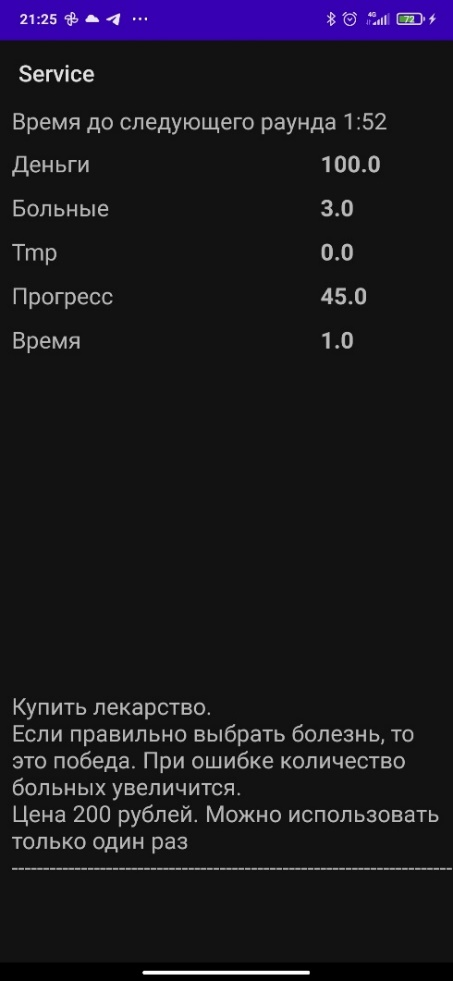 21:25 ... 4G 72
Service
Время до следующего раунда 1:52
Деньги 100.0
Больные 3.0
Tmp 0.0
Прогресс 45.0
Время 1.0
Купить лекарство.
Если правильно выбрать болезнь, то
это победа. При ошибке количество
больных увеличится.
Цена 200 рублей. Можно использовать
только один раз